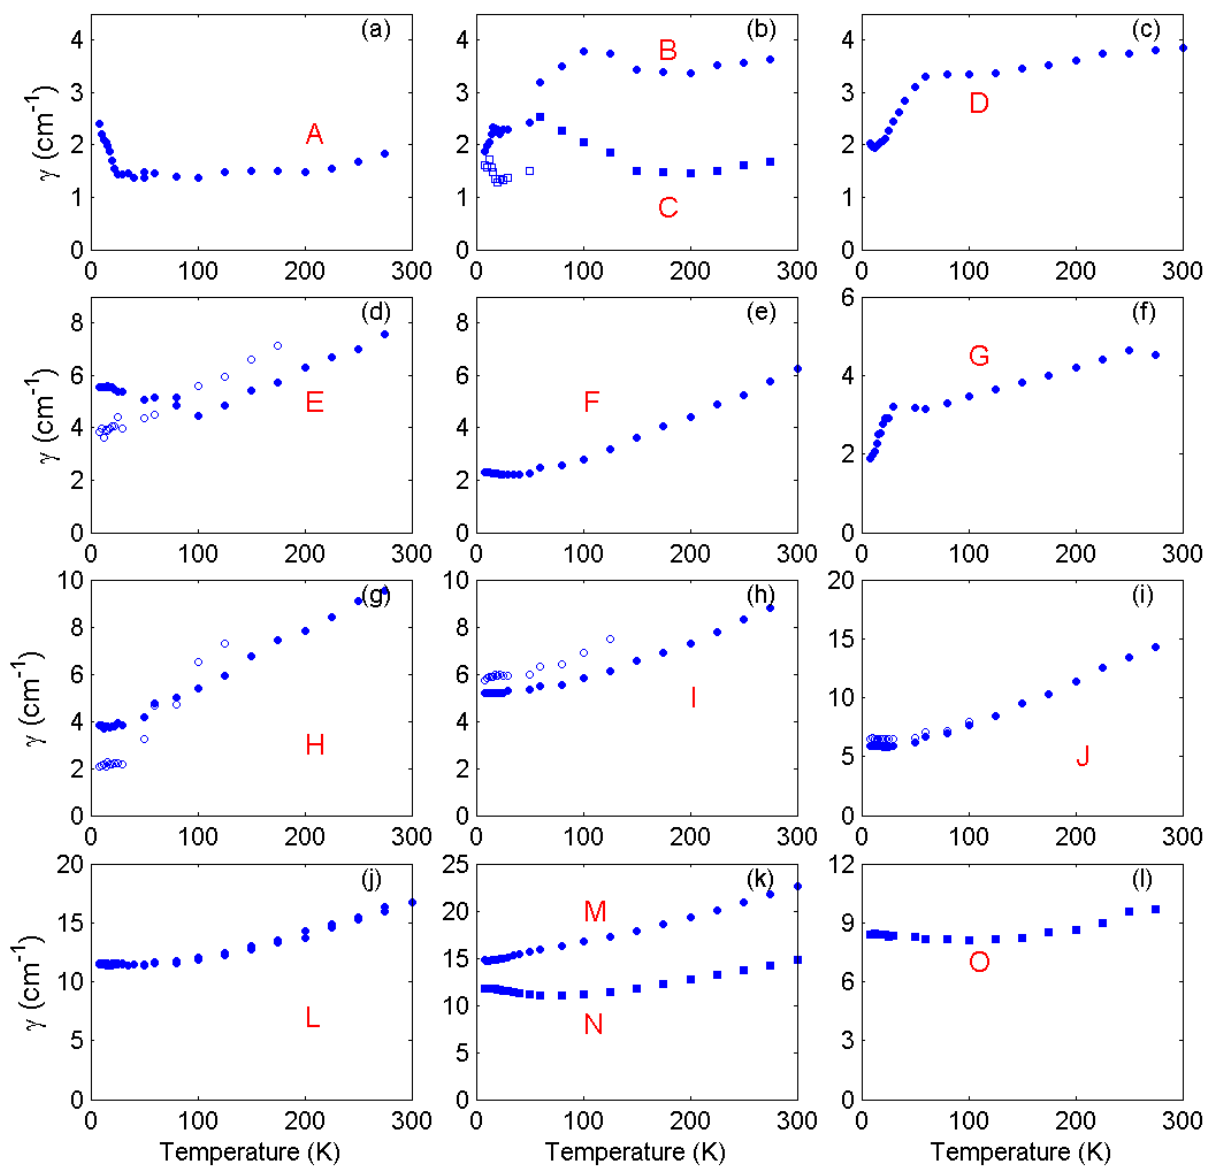 (a) (b) (c)
4 4 4
3 B 3
A 3 D
2 2 2
1 1 C 1
0 0 0
0 100 200 300 0 100 200 300 0 100 200 300
γ (cm-1)
(d) (e) (f)
8 8 6
6 6 G
E F 4
4 4
2 2 2
0 0 0
0 100 200 300 0 100 200 300 0 100 200 300
γ (cm-1)
10 (g) 10 (h) 20 (i)
8 8 15
6 6 10
4 I
H 4 J 5
2 2
0 0 0
0 100 200 300 0 100 200 300 0 100 200 300
γ (cm-1)
20 (j) 25 (k) 12 (l)
15 20 M 9
10 15 O
L 10 N 6
5 5 3
0 0 0
0 100 200 300 0 100 200 300 0 100 200 300
γ (cm-1)
Temperature (K) Temperature (K) Temperature (K)